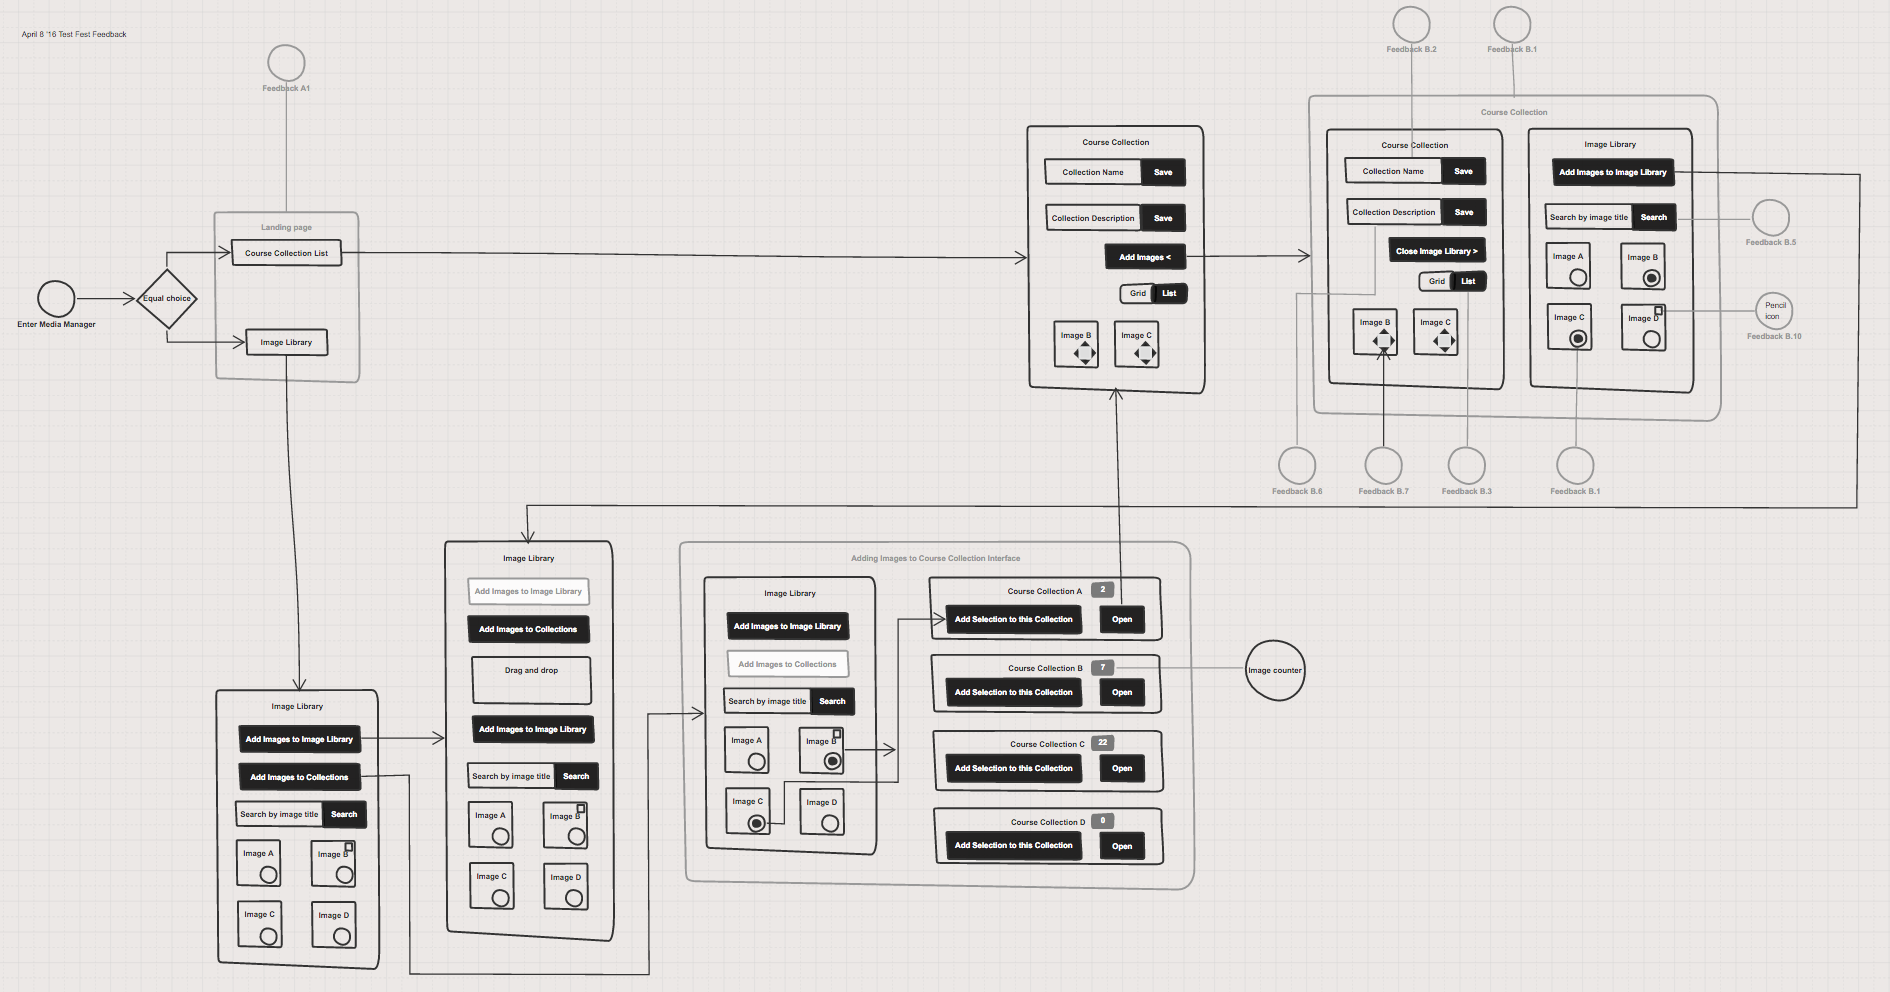 April 8 '16 Test Fest Feedback
Feedback A1
Landing page
Course Collection List
Equal choice
Enter Media Manager
Image Library
Course Collection
Collection Name
Save
Collection Description
Save
Add Images <
Grid
List
Image B
Image C
Feedback B.2
Feedback B.1
Course Collection
Course Collection
Collection Name
Save
Collection Description
Save
Close Image Library >
Grid
List
Image B
Image C
Image Library
Add Images to Image Library
Search by image title
Search
Image A
Image B
Image C
Image D
Feedback B.5
Pencil
icon
Feedback B.10
Feedback B.6
Feedback B.7
Feedback B.3
Feedback B.1
Image Library
Add Images to Image Library
Add Images to Collections
Search by image title
Search
Image A
Image B
Image C
Image D
Image Library
Add Images to Image Library
Add Images to Collections
Drag and drop
Add Images to Image Library
Search by image title
Search
Image A
Image B
Image C
Image D
Adding Images to Course Collection Interface
Image Library
Add Images to Image Library
Add Images to Collections
Search by image title
Search
Image A
Image B
Image C
Image D
Course Collection A
2
Add Selection to this Collection
Open
Course Collection B
7
Add Selection to this Collection
Open
Course Collection C
22
Add Selection to this Collection
Open
Course Collection D
0
Add Selection to this Collection
Open
Image counter